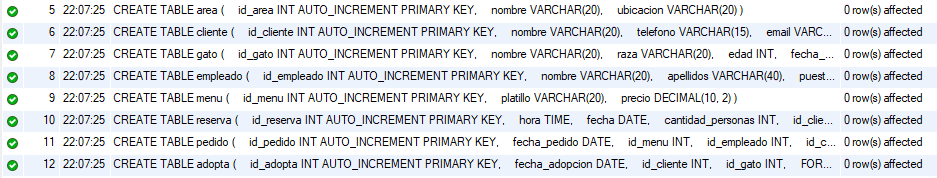 5 22:07:25 CREATE TABLE area ( id_area INT AUTO_INCREMENT PRIMARY KEY, nombre VARCHAR(20), ubicacion VARCHAR(20) ) 0 row(s) affected
6 22:07:25 CREATE TABLE cliente ( id_cliente INT AUTO_INCREMENT PRIMARY KEY, nombre VARCHAR(20), telefono VARCHAR(15), email VARC... 0 row(s) affected
7 22:07:25 CREATE TABLE gato ( id_gato INT AUTO_INCREMENT PRIMARY KEY, nombre VARCHAR(20), raza VARCHAR(20), edad INT, fecha_... 0 row(s) affected
8 22:07:25 CREATE TABLE empleado ( id_empleado INT AUTO_INCREMENT PRIMARY KEY, nombre VARCHAR(20), apellidos VARCHAR(40), puest... 0 row(s) affected
9 22:07:25 CREATE TABLE menu ( id_menu INT AUTO_INCREMENT PRIMARY KEY, platillo VARCHAR(20), precio DECIMAL(10, 2) ) 0 row(s) affected
10 22:07:25 CREATE TABLE reserva ( id_reserva INT AUTO_INCREMENT PRIMARY KEY, hora TIME, fecha DATE, cantidad_personas INT, id_clie... 0 row(s) affected
11 22:07:25 CREATE TABLE pedido ( id_pedido INT AUTO_INCREMENT PRIMARY KEY, fecha_pedido DATE, id_menu INT, id_empleado INT, id_c... 0 row(s) affected
12 22:07:25 CREATE TABLE adopta ( id_adopta INT AUTO_INCREMENT PRIMARY KEY, fecha_adopcion DATE, id_cliente INT, id_gato INT, FOR... 0 row(s) affected